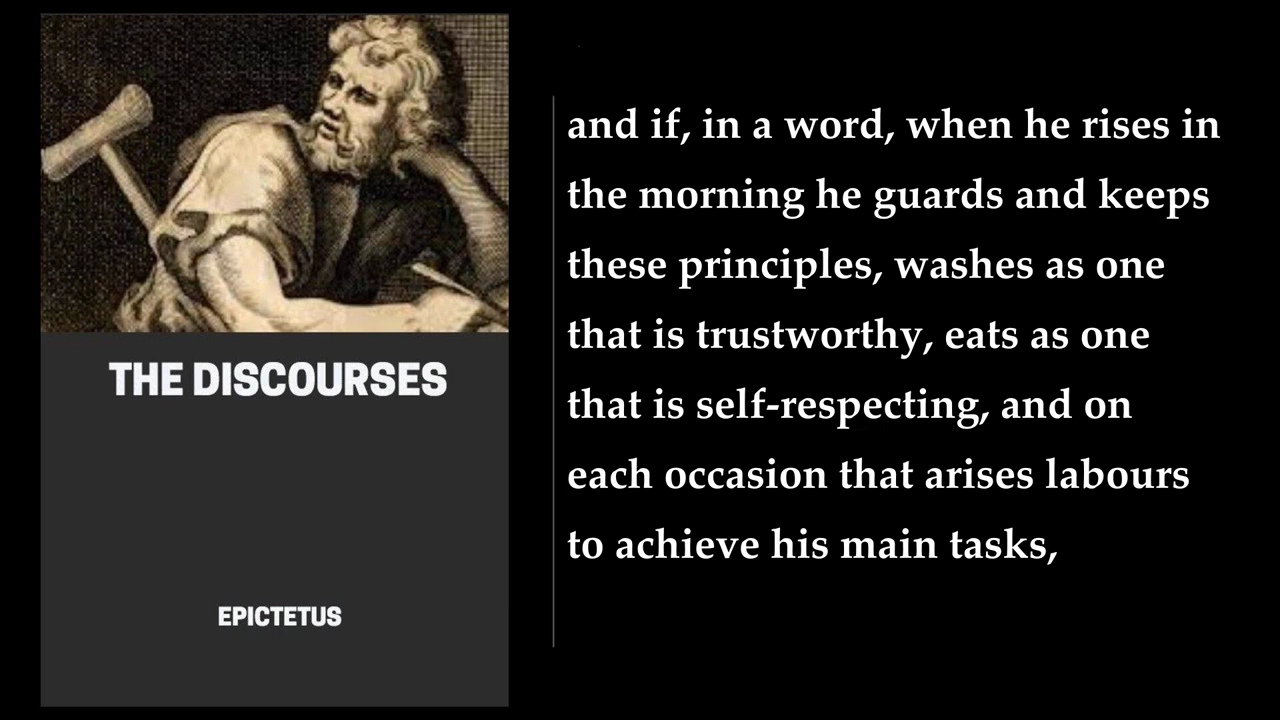 THE DISCOURSES
EPICTETUS
and if, in a word, when he rises in
the morning he guards and keeps
these principles, washes as one
that is trustworthy, eats as one
that is self-respecting, and on
each occasion that arises labours
to achieve his main tasks,